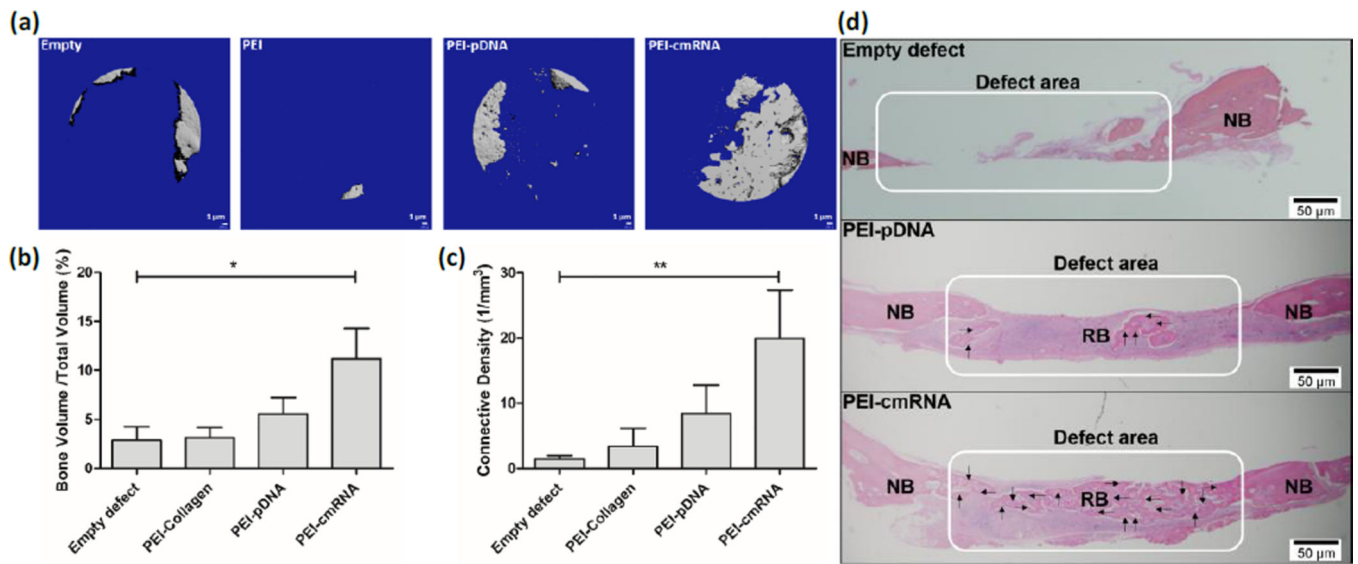 (a)
Empty
PEI
PEI-pDNA
PEI-cmRNA
1 µm
1 µm
1 µm
1 µm
(b)
Bone Volume /Total Volume (%)
20
15
10
5
0
*
Empty defect
PEI-Collagen
PEI-pDNA
PEI-cmRNA
(c)
Connective Density (1/mm³)
30
20
10
0
**
Empty defect
PEI-Collagen
PEI-pDNA
PEI-cmRNA
(d)
Empty defect
Defect area
NB
NB
50 µm
PEI-pDNA
Defect area
NB
RB
NB
50 µm
PEI-cmRNA
Defect area
NB
RB
NB
50 µm